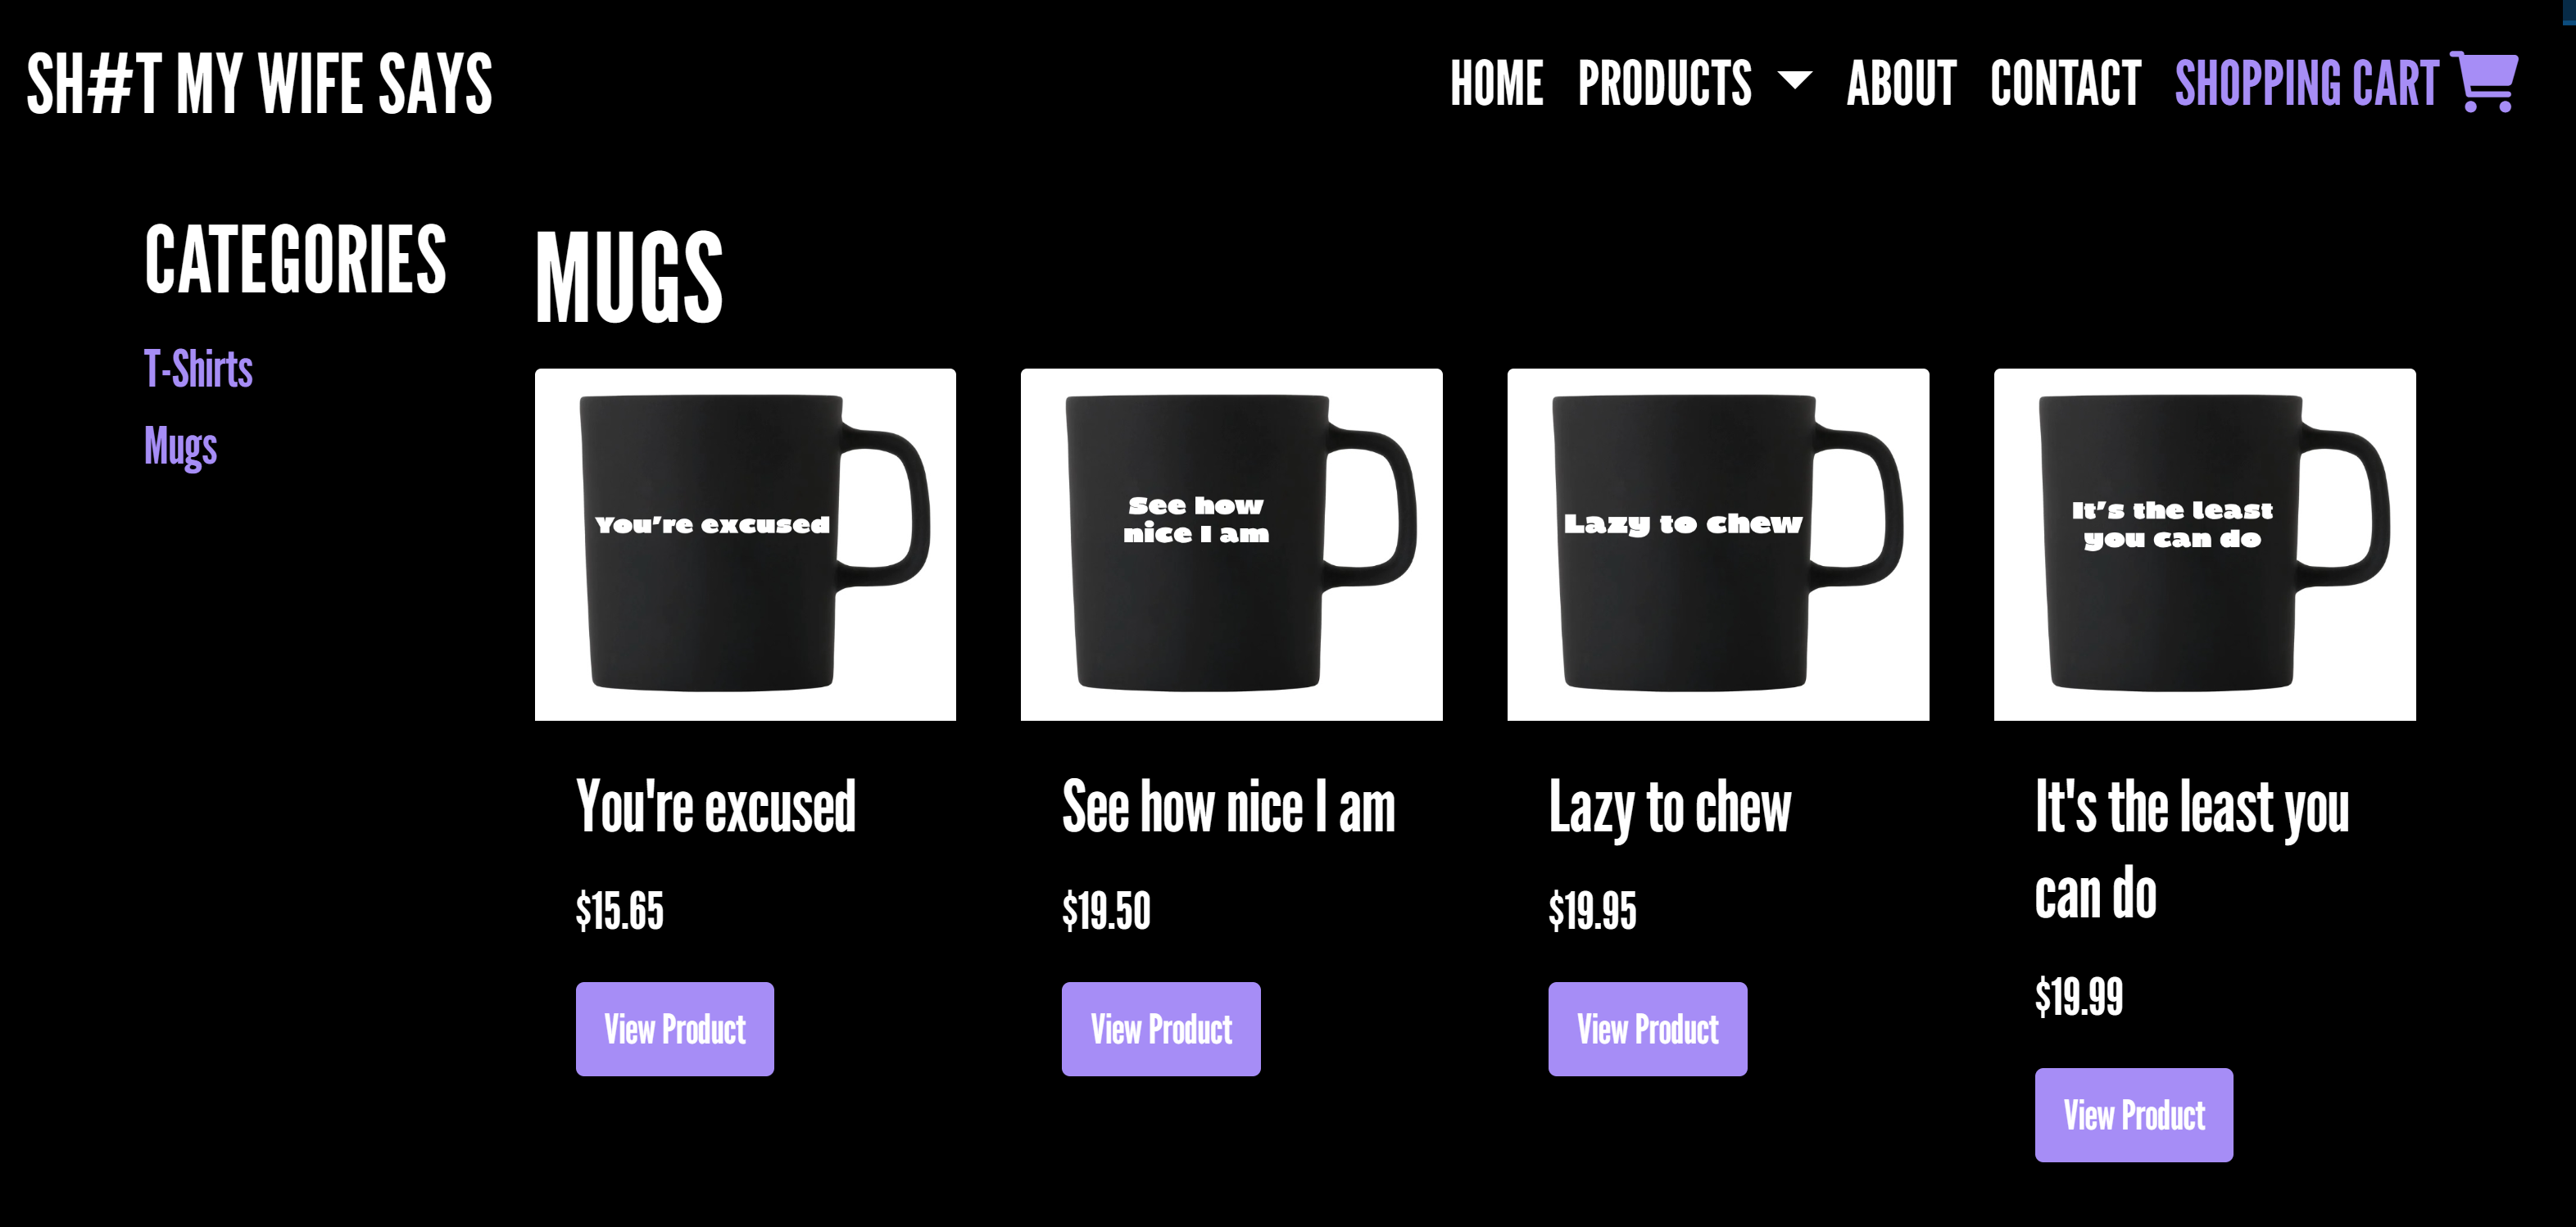 SH#T MY WIFE SAYS
HOME PRODUCTS ABOUT CONTACT SHOPPING CART
CATEGORIES
T-Shirts
Mugs
MUGS
You’re excused
See how
nice I am
Lazy to chew
It’s the least
you can do
You're excused
$15.65
View Product
See how nice I am
$19.50
View Product
Lazy to chew
$19.95
View Product
It's the least you
can do
$19.99
View Product